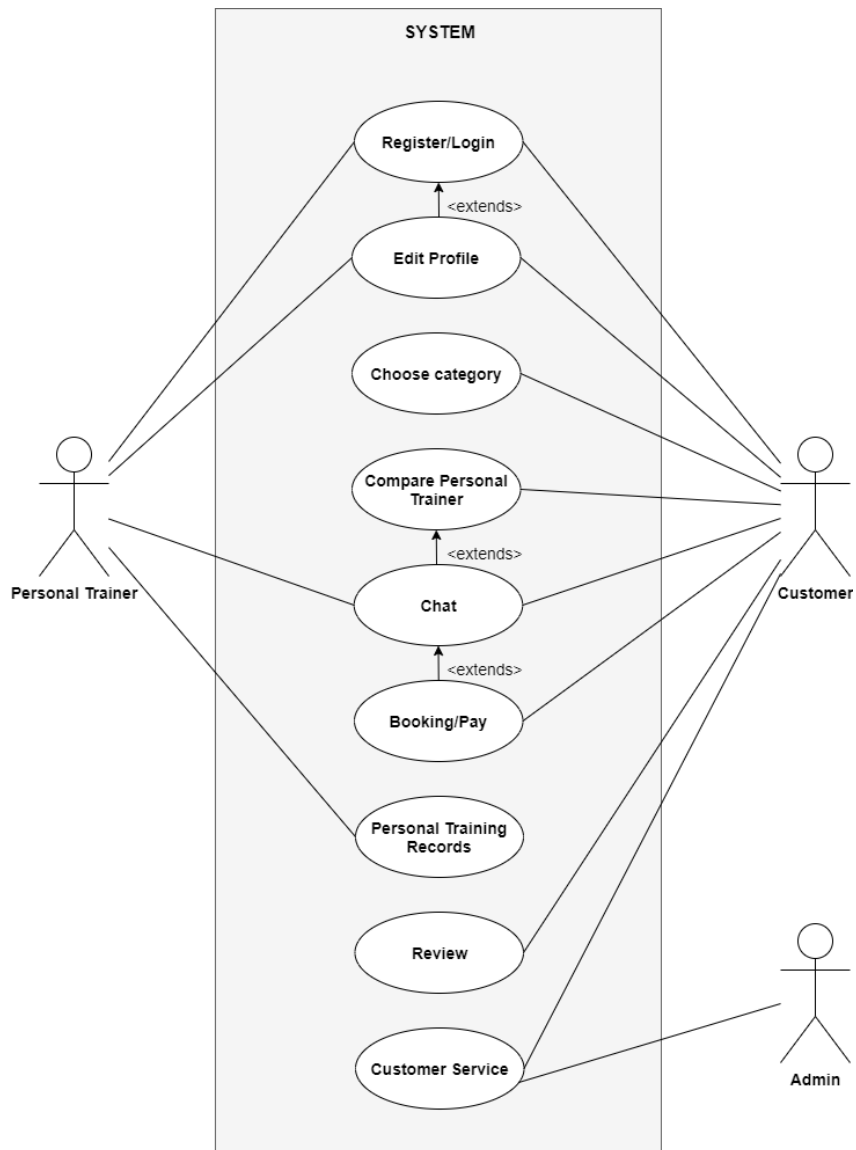 SYSTEM
Register/Login
<extends>
Edit Profile
Choose category
Compare Personal
Trainer
<extends>
Chat
<extends>
Booking/Pay
Personal Training
Records
Review
Customer Service
Personal Trainer
Customer
Admin